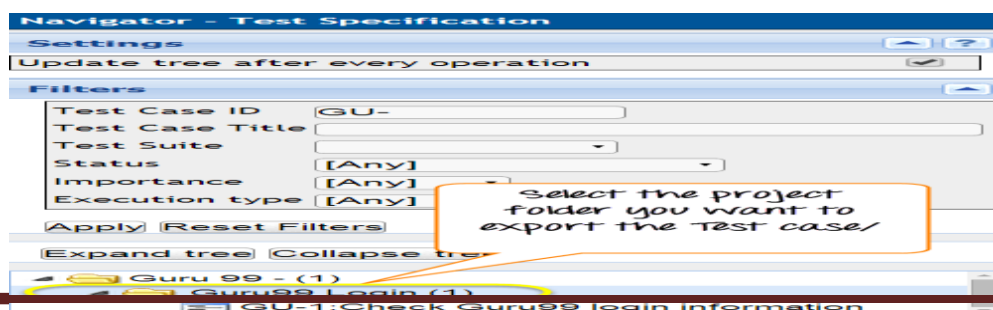 Navigator - Test Specification
Settings
?
Update tree after every operation
Filters
Test Case ID GU-
Test Case Title
Test Suite
Status [Any]
Importance [Any]
Execution type [Any]
Select the project
folder you want to
export the Test case/
Apply Reset Filters
Expand tree Collapse tree
Guru 99 - (1)
Guru99 Login (1)
GU-1:Check Guru99 login information